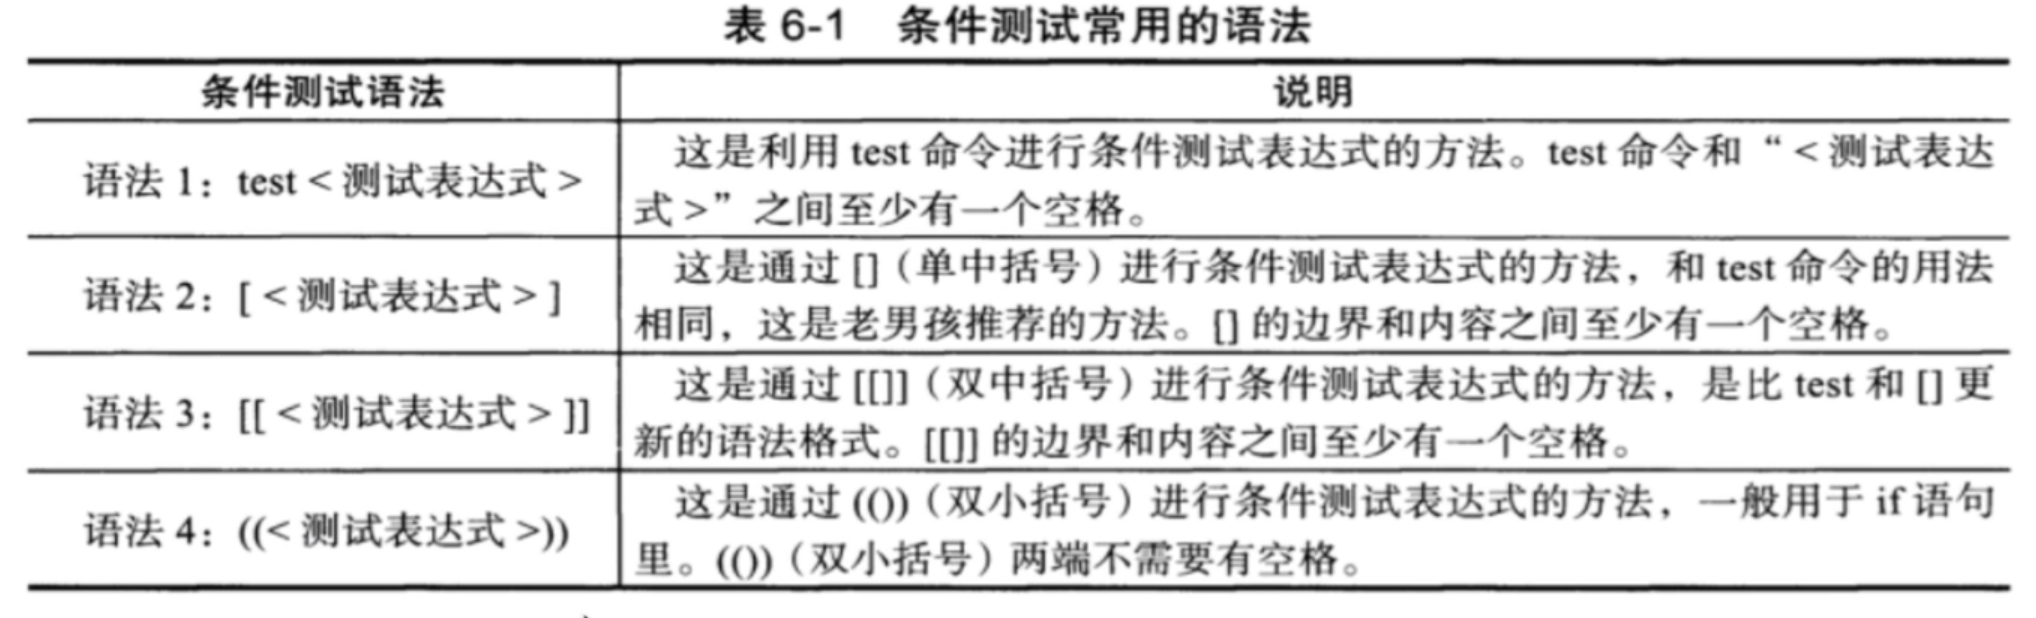 表 6-1 条件测试常用的语法
条件测试语法 说明
语法 1：test < 测试表达式 >
这是利用 test 命令进行条件测试表达式的方法。test 命令和“ < 测试表达
式 >”之间至少有一个空格。
语法 2：[ < 测试表达式 > ]
这是通过 []（单中括号）进行条件测试表达式的方法，和 test 命令的用法
相同，这是老男孩推荐的方法。[] 的边界和内容之间至少有一个空格。
语法 3：[[ < 测试表达式 > ]]
这是通过 [[]]（双中括号）进行条件测试表达式的方法，是比 test 和 [] 更
新的语法格式。[[]] 的边界和内容之间至少有一个空格。
语法 4：((< 测试表达式 >))
这是通过 (())（双小括号）进行条件测试表达式的方法，一般用于 if 语句
里。(())（双小括号）两端不需要有空格。